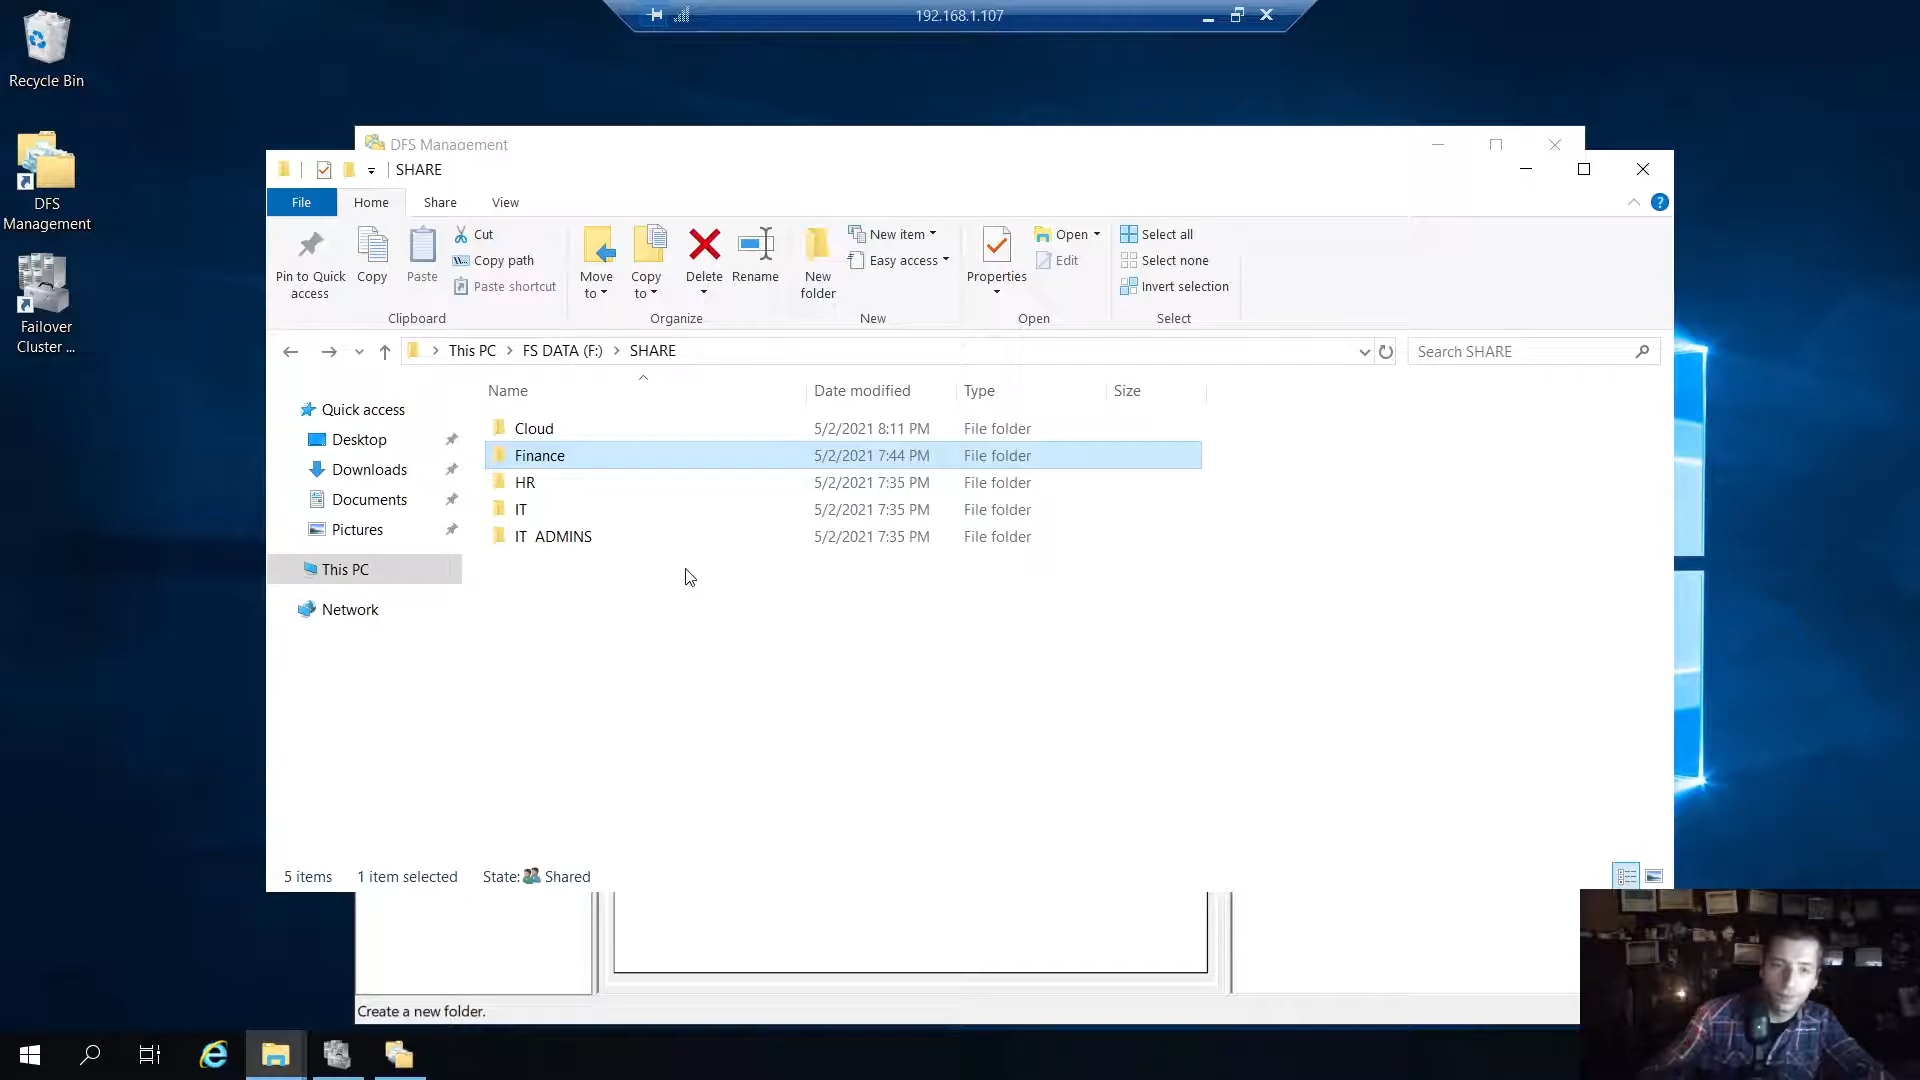 192.168.1.107
Recycle Bin
DFS
Management
Failover
Cluster ...
DFS Management
SHARE
File
Home
Share
View
?
Pin to Quick
access
Copy
Paste
Cut
Copy path
Paste shortcut
Clipboard
Move
to
Copy
to
Delete
Rename
Organize
New
folder
New item
Easy access
New
Properties
Open
Edit
Open
Select all
Select none
Invert selection
Select
This PC
FS DATA (F:)
SHARE
Search SHARE
Name
Date modified
Type
Size
Quick access
Desktop
Downloads
Documents
Pictures
This PC
Network
Cloud 5/2/2021 8:11 PM File folder
Finance 5/2/2021 7:44 PM File folder
HR 5/2/2021 7:35 PM File folder
IT 5/2/2021 7:35 PM File folder
IT_ADMINS 5/2/2021 7:35 PM File folder
5 items
1 item selected
State: Shared
Create a new folder.